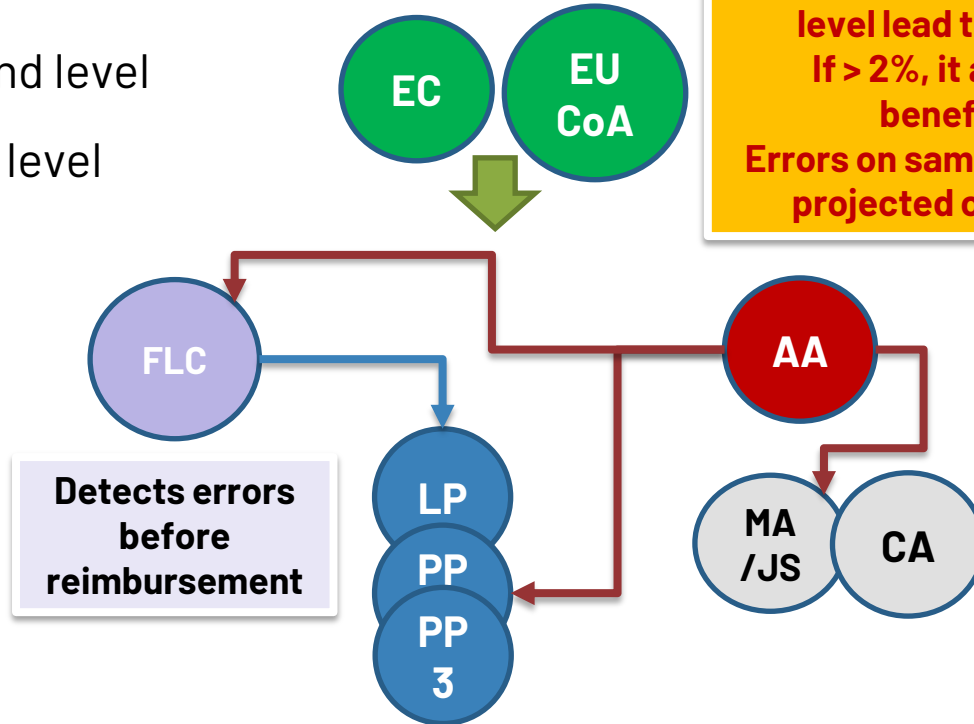 nd level
level
EC
EU
CoA
level lead t
If > 2%, it a
benef
Errors on sam
projected o
FLC
AA
Detects errors
before
reimbursement
LP
PP
PP
3
MA
/JS
CA